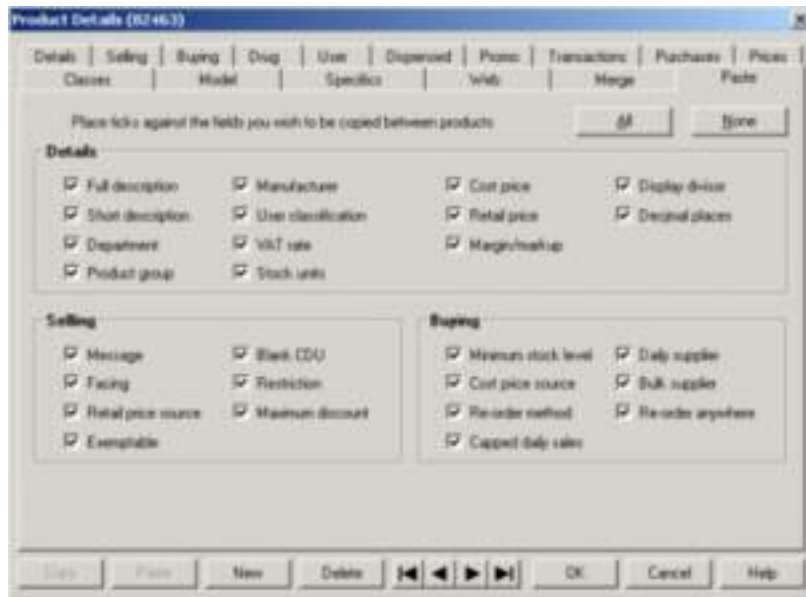 Product Details (82463)
Details Selling Buying Drug User Dispensed Promo Transactions Purchases Prices
Classes Model Specifics Web Merge Paste
Place ticks against the fields you wish to be copied between products All None
Details
Full description Manufacturer Cost price Display divisor
Short description User classification Retail price Decimal places
Department VAT rate Margin/markup
Product group Stock units
Selling Buying
Message Blank CDU Minimum stock level Daily supplier
Facing Restriction Cost price source Bulk supplier
Retail price source Maximum discount Re-order method Re-order anywhere
Exemptable Capped daily sales
Copy Paste New Delete OK Cancel Help